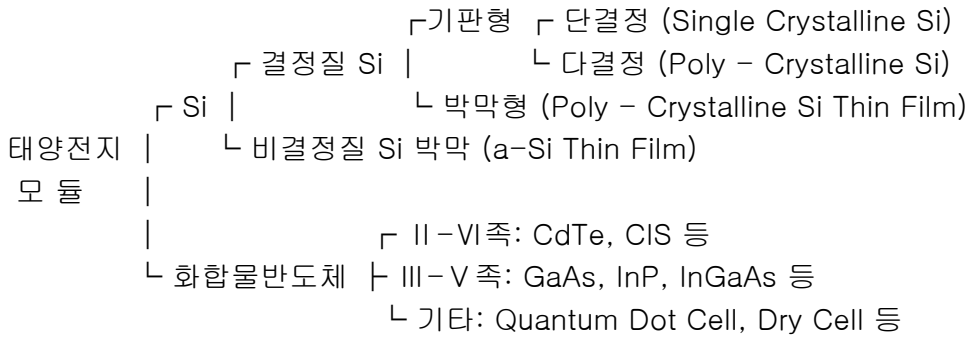 ┌기판형 ┌ 단결정 (Single Crystalline Si)
┌ 결정질 Si │ └ 다결정 (Poly - Crystalline Si)
┌ Si │ └ 박막형 (Poly - Crystalline Si Thin Film)
태양전지 │ └ 비결정질 Si 박막 (a-Si Thin Film)
모 듈 │
│ ┌ Ⅱ-Ⅵ족: CdTe, CIS 등
└ 화합물반도체 ├ Ⅲ-Ⅴ족: GaAs, InP, InGaAs 등
└ 기타: Quantum Dot Cell, Dry Cell 등